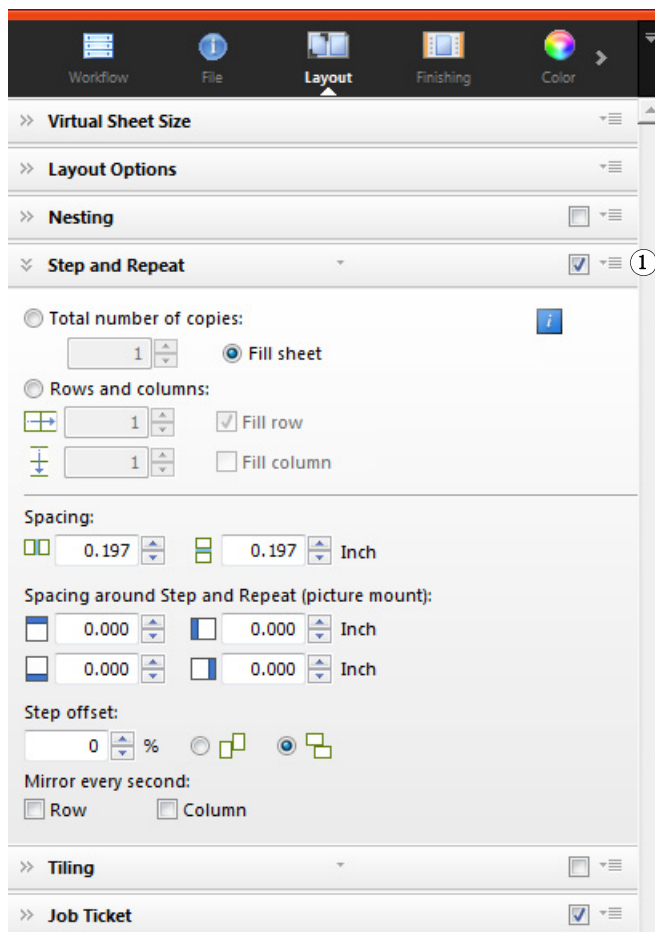 Workflow File Layout Finishing Color
Virtual Sheet Size
Layout Options
Nesting
Step and Repeat 1
Total number of copies:
1 Fill sheet
Rows and columns:
1 Fill row
1 Fill column
Spacing:
0.197 0.197 Inch
Spacing around Step and Repeat (picture mount):
0.000 0.000 Inch
0.000 0.000 Inch
Step offset:
0 %
Mirror every second:
Row Column
Tiling
Job Ticket